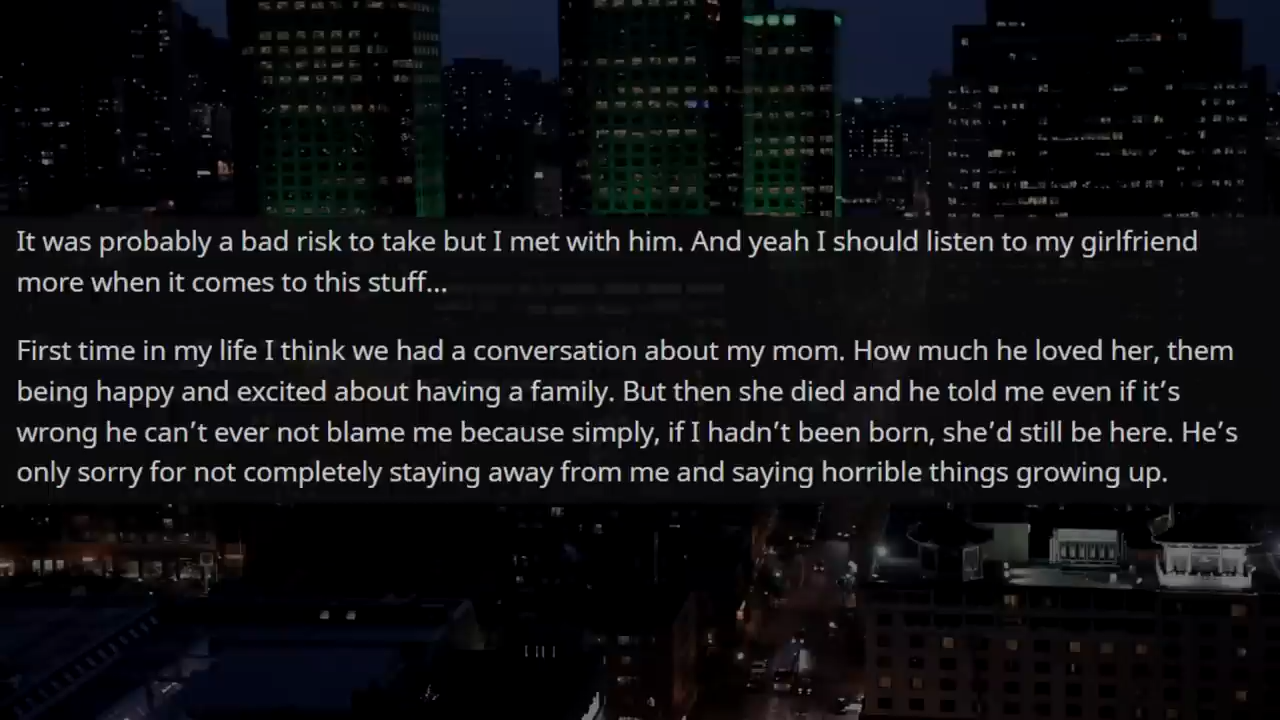 It was probably a bad risk to take but I met with him. And yeah I should listen to my girlfriend
more when it comes to this stuff...
First time in my life I think we had a conversation about my mom. How much he loved her, them
being happy and excited about having a family. But then she died and he told me even if it’s
wrong he can’t ever not blame me because simply, if I hadn’t been born, she’d still be here. He’s
only sorry for not completely staying away from me and saying horrible things growing up.